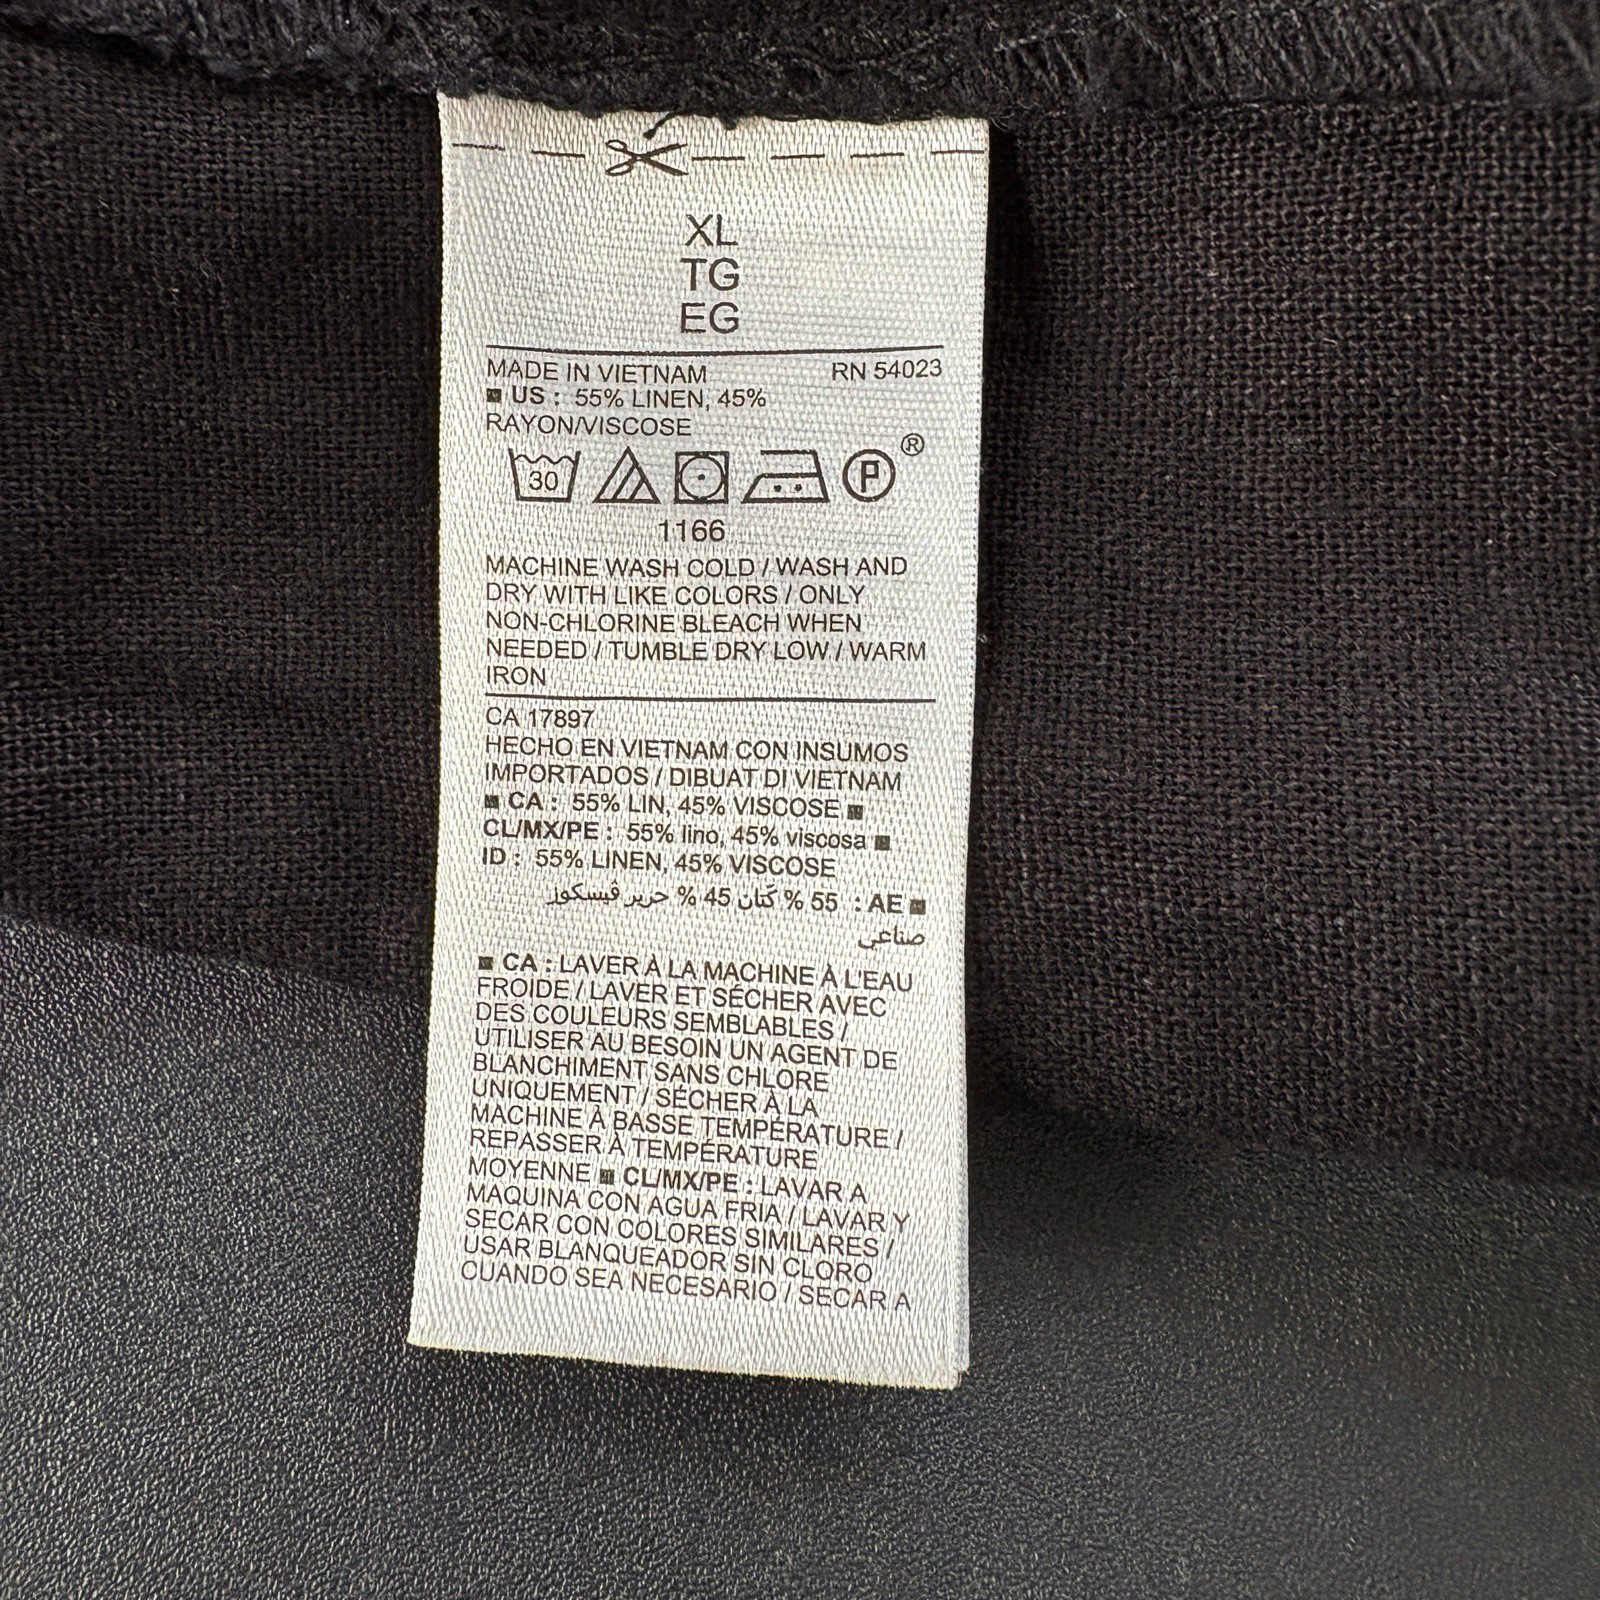 XL
TG
EG
MADE IN VIETNAM RN 54023
■ US : 55% LINEN, 45%
RAYON/VISCOSE
30 P ®
1166
MACHINE WASH COLD / WASH AND
DRY WITH LIKE COLORS / ONLY
NON-CHLORINE BLEACH WHEN
NEEDED / TUMBLE DRY LOW / WARM
IRON
CA 17897
HECHO EN VIETNAM CON INSUMOS
IMPORTADOS / DIBUAT DI VIETNAM
■ CA : 55% LIN, 45% VISCOSE ■
CL/MX/PE : 55% lino, 45% viscosa ■
ID : 55% LINEN, 45% VISCOSE
■ AE : 55 % كتان 45 % حرير ڤيسكوز
صناعي
■ CA : LAVER À LA MACHINE À L'EAU
FROIDE / LAVER ET SÉCHER AVEC
DES COULEURS SEMBLABLES /
UTILISER AU BESOIN UN AGENT DE
BLANCHIMENT SANS CHLORE
UNIQUEMENT / SÉCHER À LA
MACHINE À BASSE TEMPÉRATURE /
REPASSER À TEMPÉRATURE
MOYENNE ■ CL/MX/PE : LAVAR A
MAQUINA CON AGUA FRIA / LAVAR Y
SECAR CON COLORES SIMILARES /
USAR BLANQUEADOR SIN CLORO
CUANDO SEA NECESARIO / SECAR A